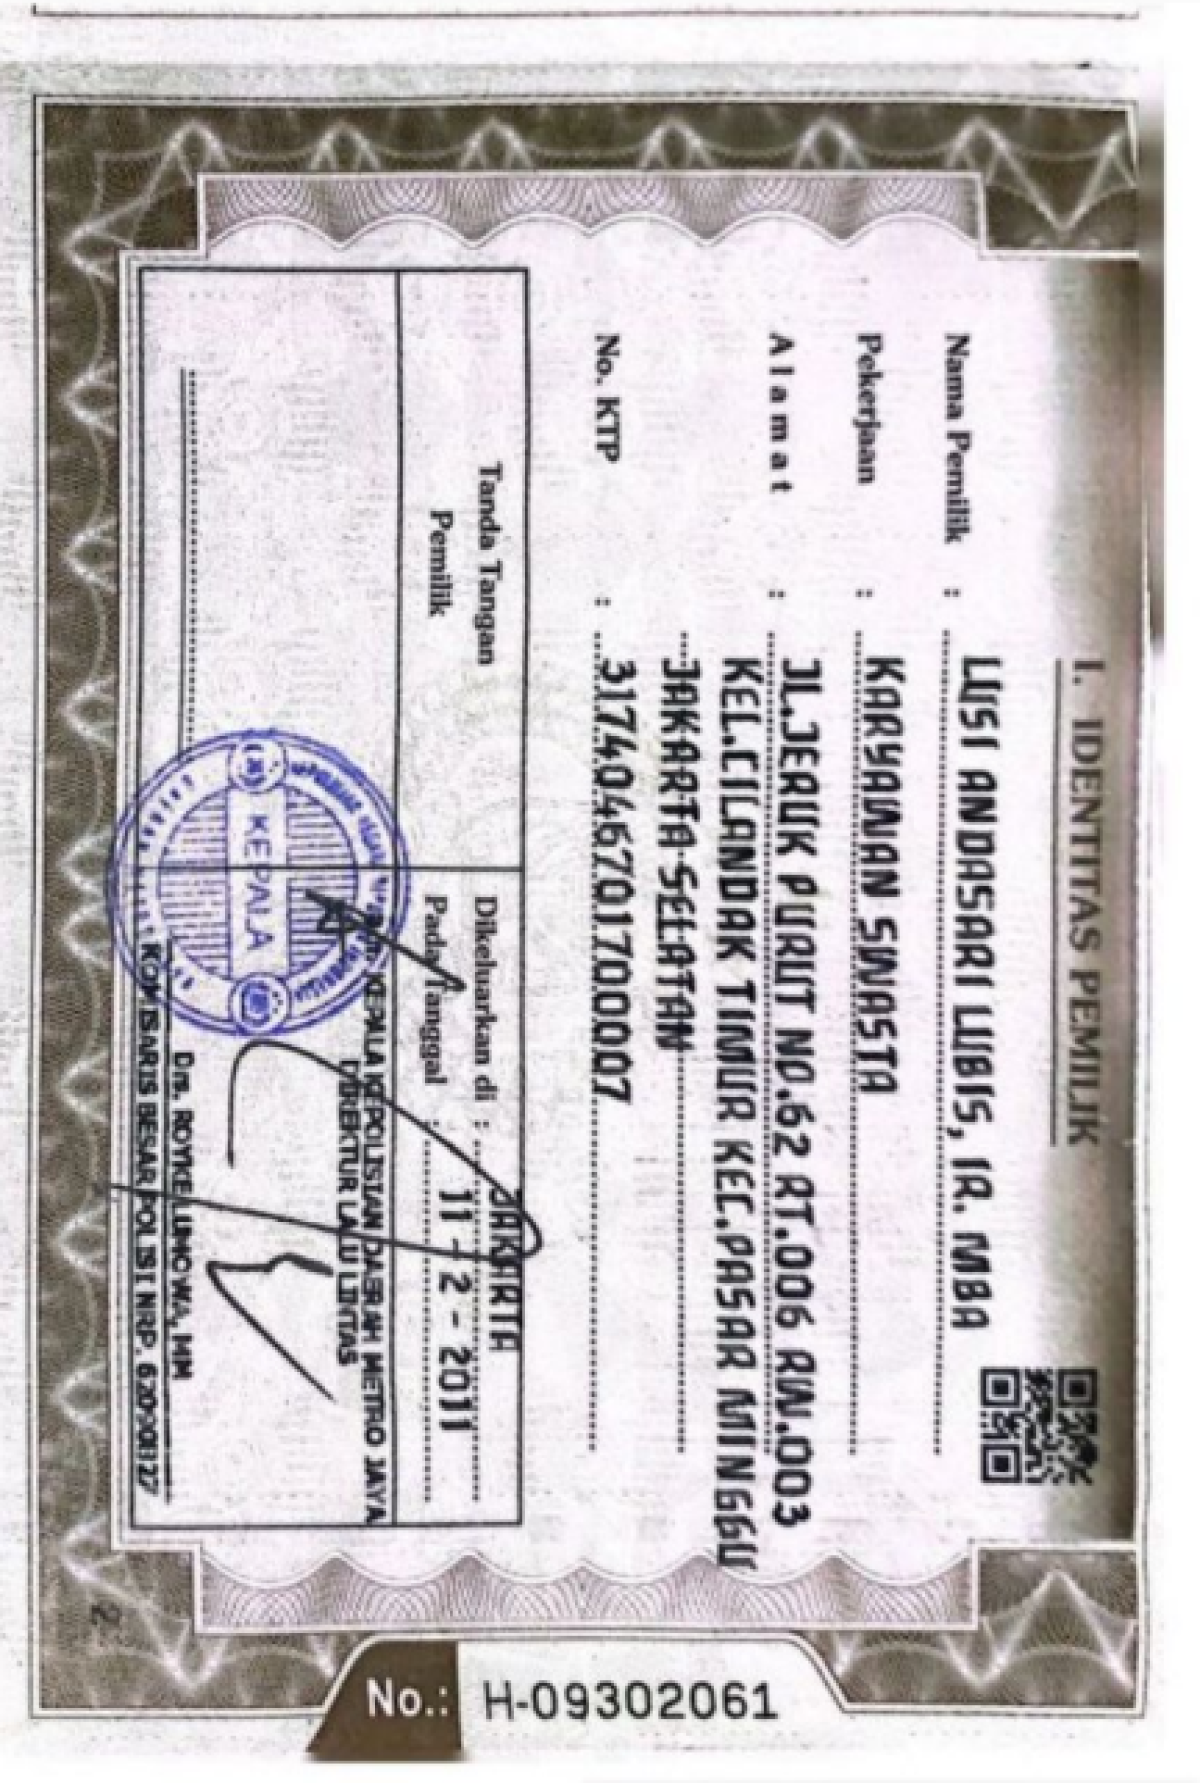 I. IDENTITAS PEMILIK
Nama Pemilik : LUSI ANDASARI LUBIS, IR. MBA
Pekerjaan : KARYAWAN SWASTA
Alamat : JL.JERUK PURUT NO.62 RT.006 RW.003
KEL.CILANDAK TIMUR KEC.PASAR MINGGU
JAKARTA SELATAN
No. KTP : 3174046701700007
Tanda Tangan
Pemilik
Dikeluarkan di : JAKARTA
Pada Tanggal : 11 - 2 - 2011
KEPALA KEPOLISIAN DAERAH METRO JAYA
DIREKTUR LALU LINTAS
KEPALA
Drs. ROYKE LUMOWA, MM
KOMISARIS BESAR POLISI NRP.
2
No.: H-09302061